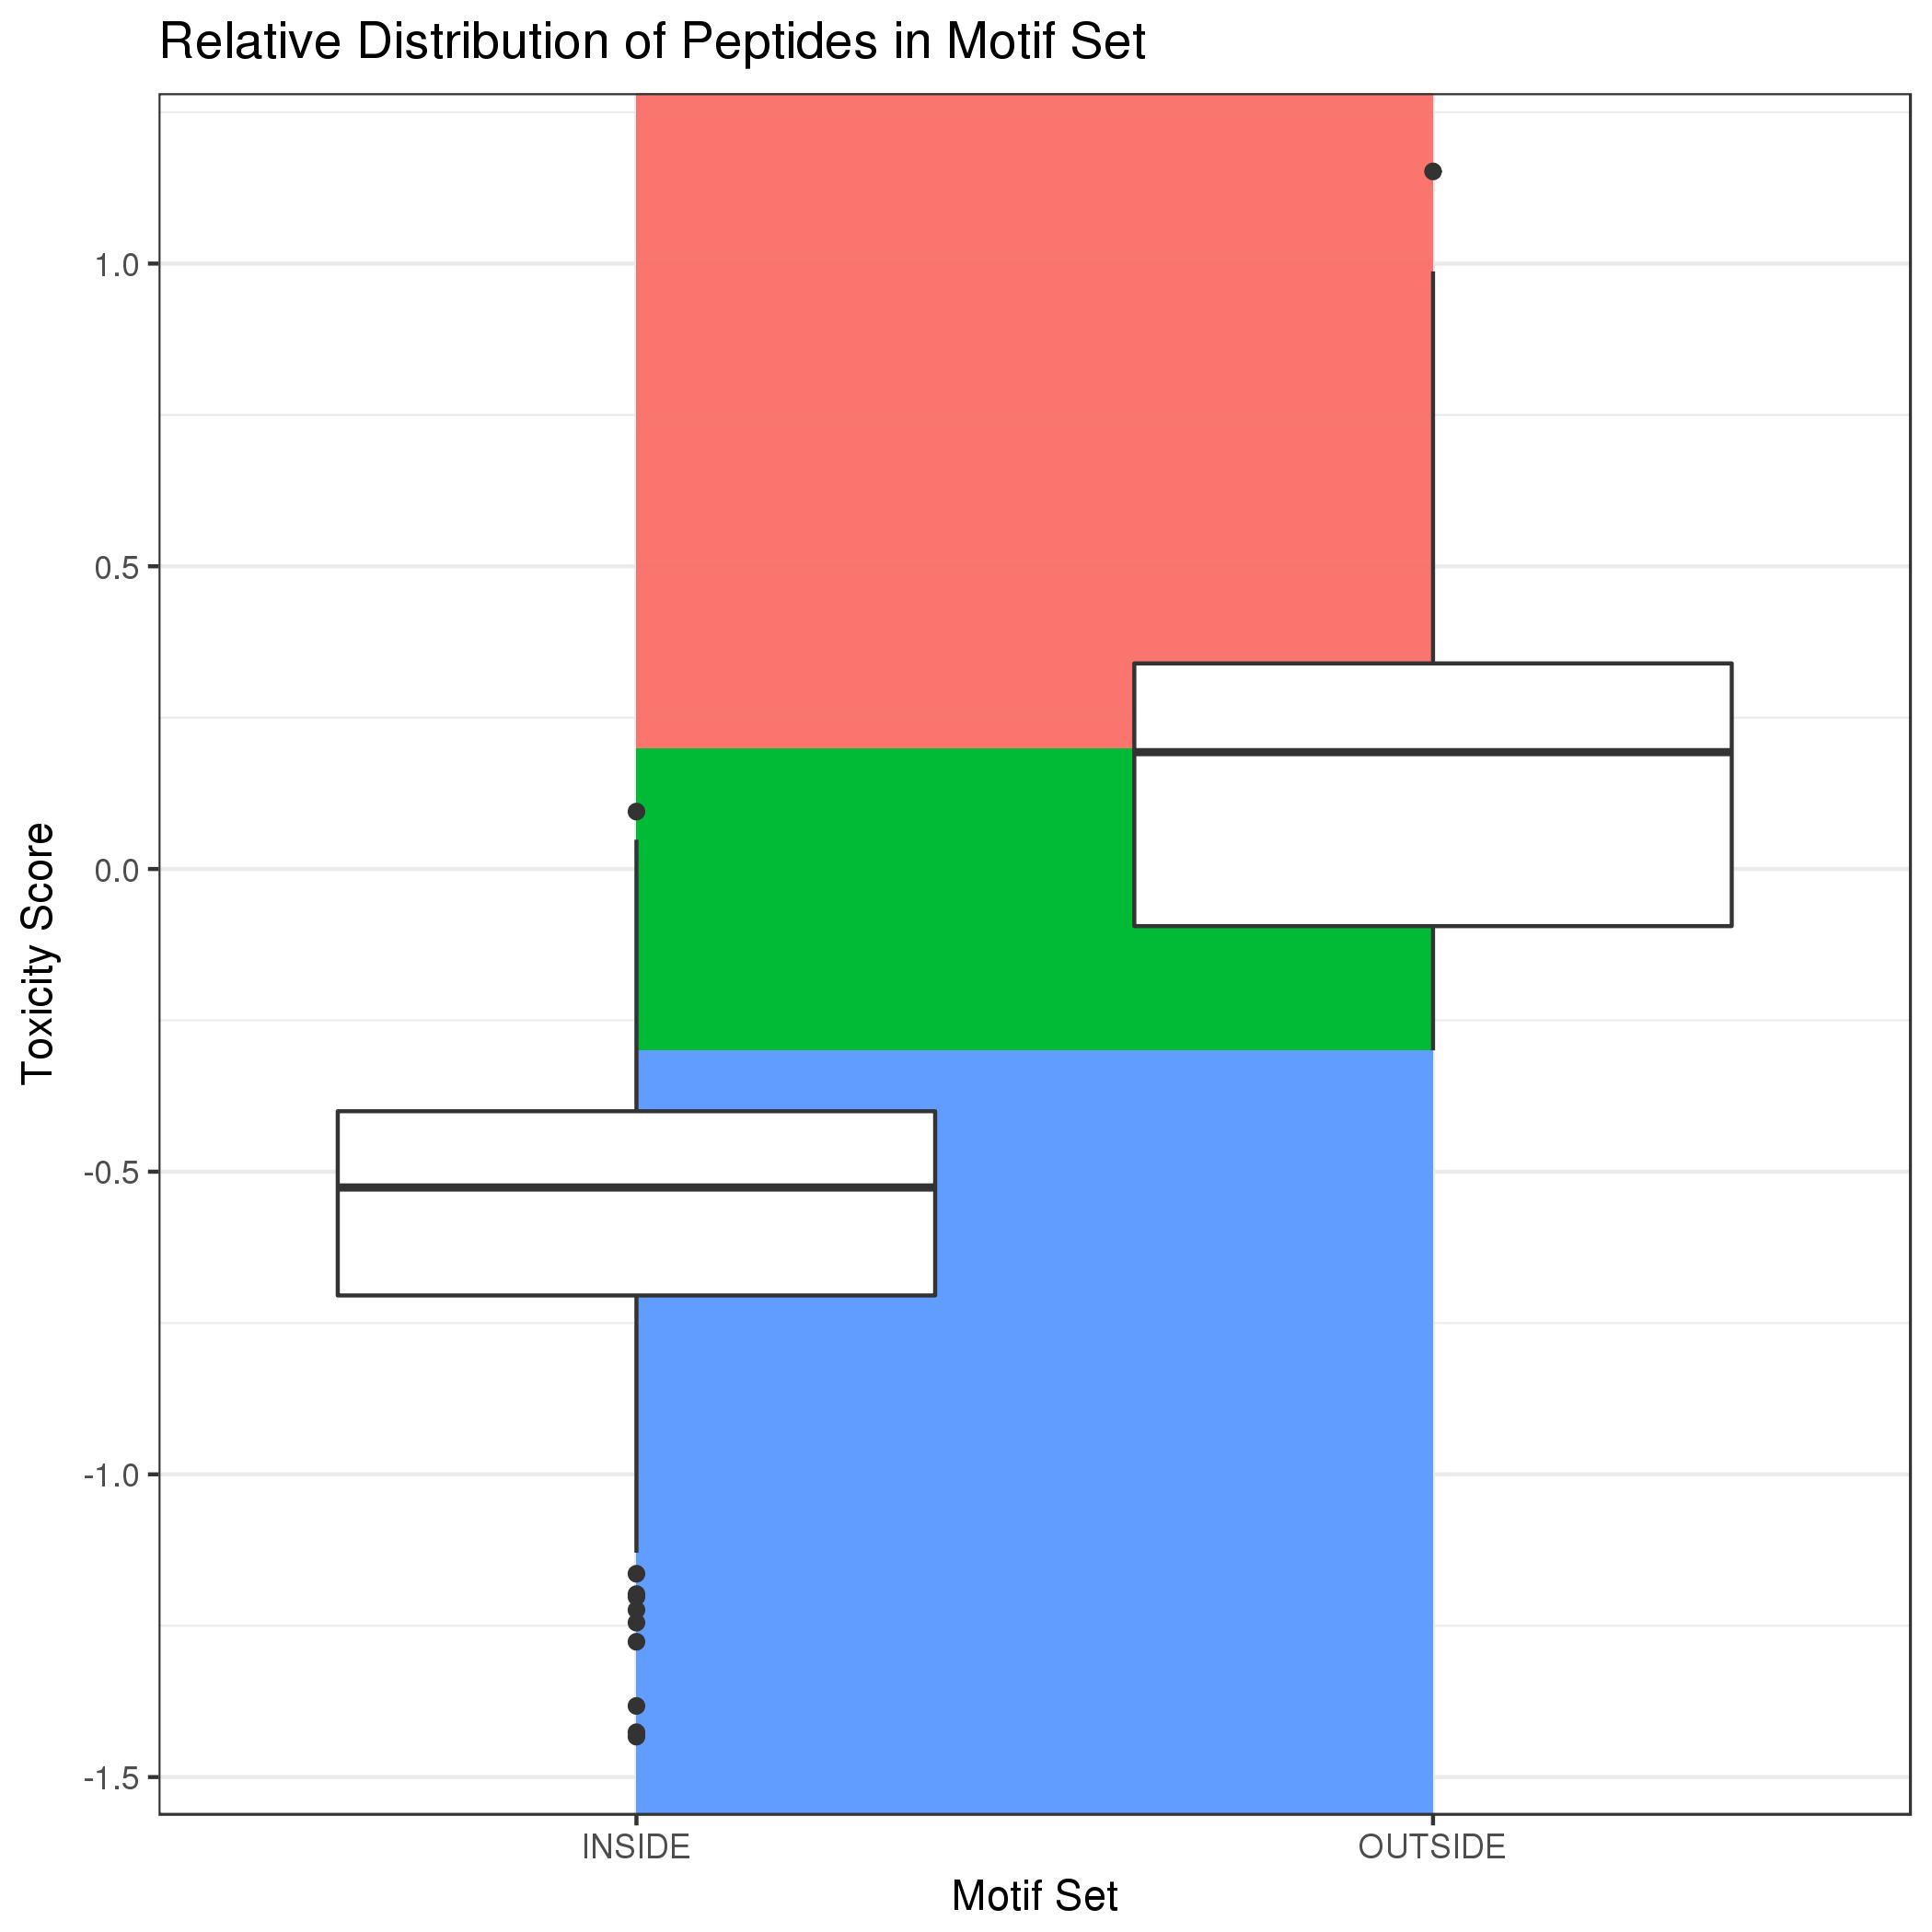 Relative Distribution of Peptides in Motif Set
Toxicity Score
1.0
0.5
0.0
-0.5
-1.0
-1.5
INSIDE
OUTSIDE
Motif Set